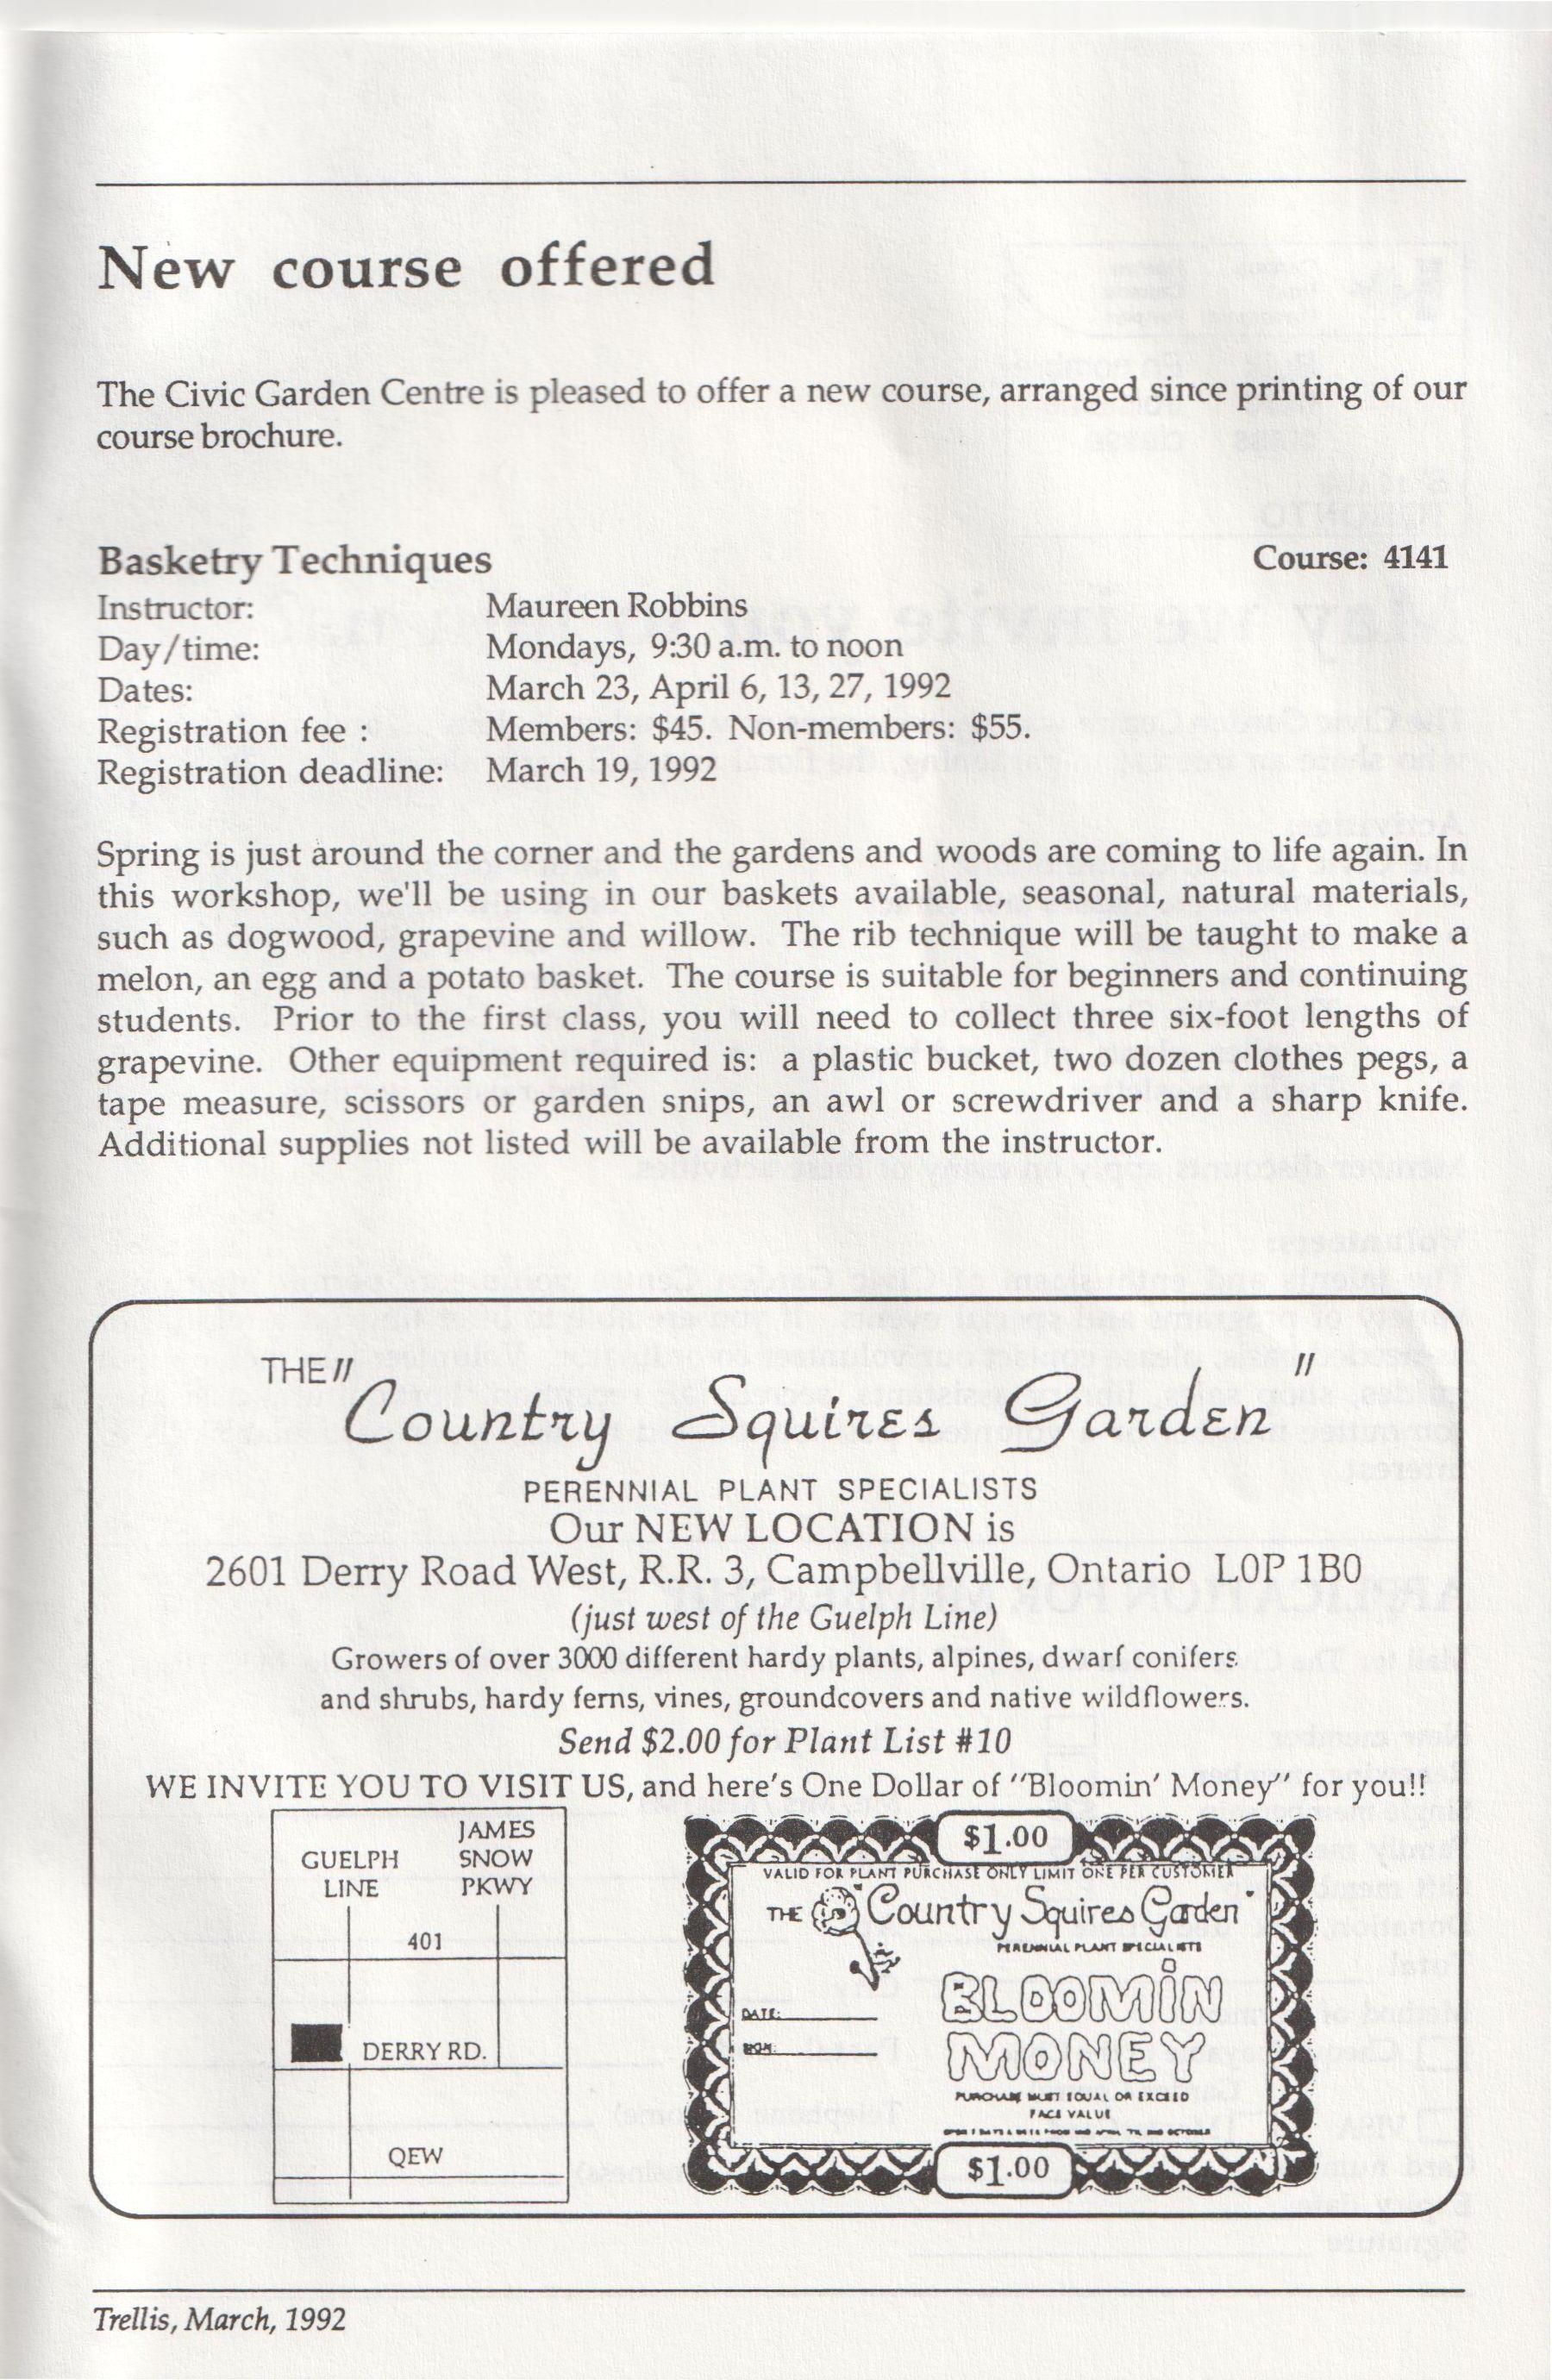 New course offered
The Civic Garden Centre is pleased to offer a new course, arranged since printing of our
course brochure.
Basketry Techniques Course: 4141
Instructor: Maureen Robbins
Day/time: Mondays, 9:30 a.m. to noon
Dates: March 23, April 6, 13, 27, 1992
Registration fee : Members: $45. Non-members: $55.
Registration deadline: March 19, 1992
Spring is just around the corner and the gardens and woods are coming to life again. In
this workshop, we'll be using in our baskets available, seasonal, natural materials,
such as dogwood, grapevine and willow. The rib technique will be taught to make a
melon, an egg and a potato basket. The course is suitable for beginners and continuing
students. Prior to the first class, you will need to collect three six-foot lengths of
grapevine. Other equipment required is: a plastic bucket, two dozen clothes pegs, a
tape measure, scissors or garden snips, an awl or screwdriver and a sharp knife.
Additional supplies not listed will be available from the instructor.
THE "Country Squires Garden"
PERENNIAL PLANT SPECIALISTS
Our NEW LOCATION is
2601 Derry Road West, R.R. 3, Campbellville, Ontario L0P 1B0
(just west of the Guelph Line)
Growers of over 3000 different hardy plants, alpines, dwarf conifers
and shrubs, hardy ferns, vines, groundcovers and native wildflowers.
Send $2.00 for Plant List #10
WE INVITE YOU TO VISIT US, and here's One Dollar of "Bloomin' Money" for you!!
GUELPH
LINE
JAMES
SNOW
PKWY
401
DERRY RD.
QEW
$1.00
VALID FOR PLANT PURCHASE ONLY LIMIT ONE PER CUSTOMER
THE "Country Squires Garden"
PERENNIAL PLANT SPECIALISTS
BLOOMIN
MONEY
DATE:
SIGN:
PURCHASE MUST EQUAL OR EXCEED
FACE VALUE
$1.00
Trellis, March, 1992